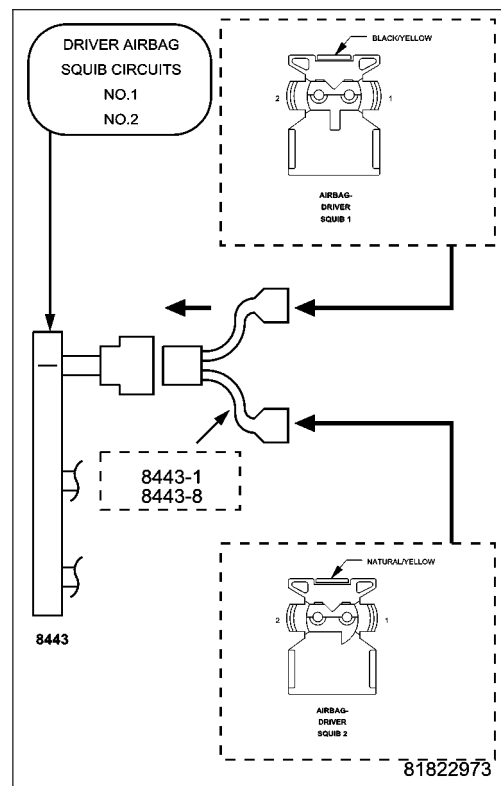 DRIVER AIRBAG
SQUIB CIRCUITS
NO.1
NO.2
BLACK/YELLOW
2
1
AIRBAG-
DRIVER
SQUIB 1
8443-1
8443-8
8443
NATURAL/YELLOW
2
1
AIRBAG-
DRIVER
SQUIB 2
81822973